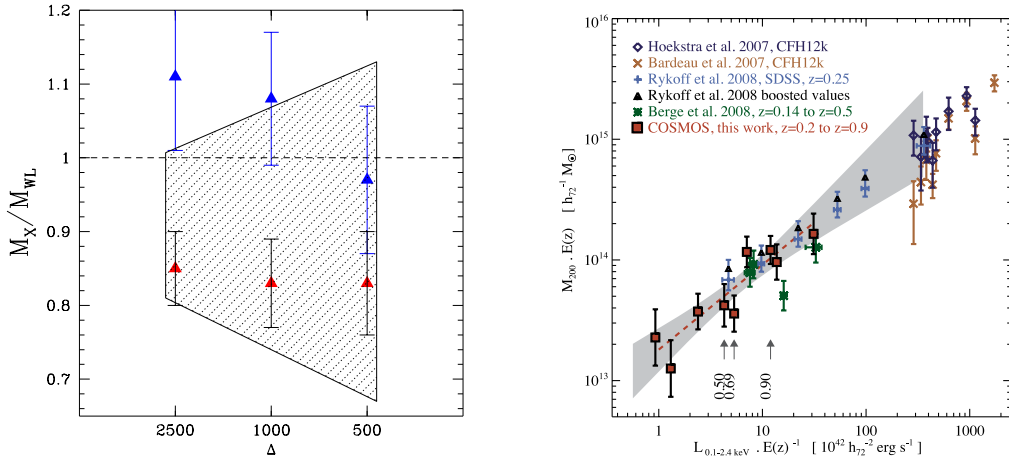 1.2
1.1
1
0.9
0.8
0.7
M_X/M_WL
2500
1000
500
Δ
10^16
10^15
10^14
10^13
M_200 . E(z) [ h_72^-1 M_⊙ ]
Hoekstra et al. 2007, CFH12k
Bardeau et al. 2007, CFH12k
Rykoff et al. 2008, SDSS, z=0.25
Rykoff et al. 2008 boosted values
Berge et al. 2008, z=0.14 to z=0.5
COSMOS, this work, z=0.2 to z=0.9
0.50
0.69
0.90
1
10
100
1000
L_0.1-2.4 keV . E(z)^-1 [ 10^42 h_72^-2 erg s^-1 ]